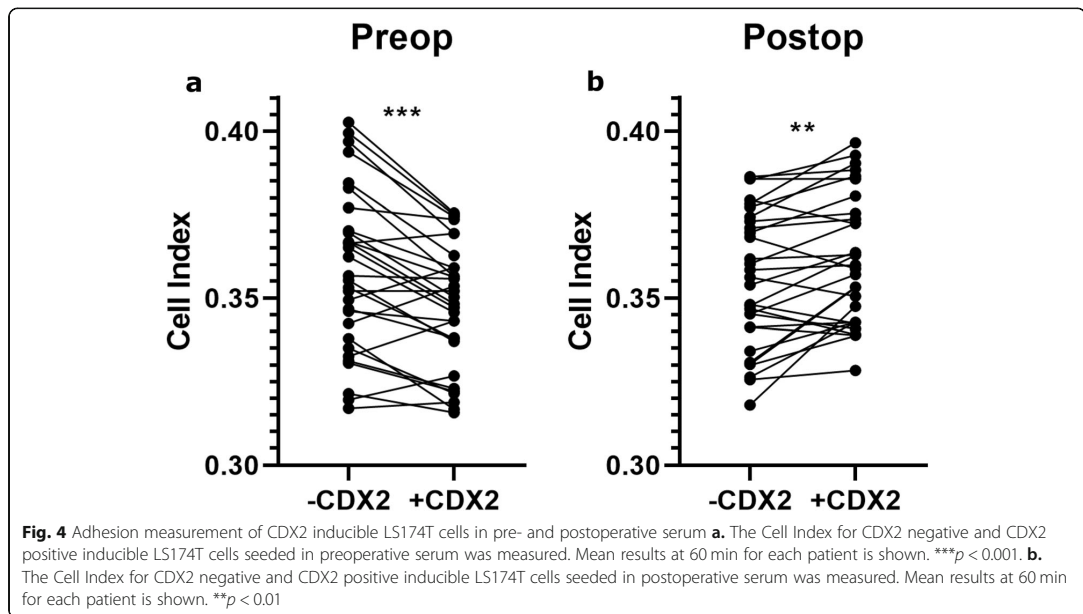 Preop
Postop
a
b
***
**
Cell Index
0.40
0.35
0.30
-CDX2 +CDX2
Cell Index
0.40
0.35
0.30
-CDX2 +CDX2
Fig. 4 Adhesion measurement of CDX2 inducible LS174T cells in pre- and postoperative serum a. The Cell Index for CDX2 negative and CDX2
positive inducible LS174T cells seeded in preoperative serum was measured. Mean results at 60 min for each patient is shown. ***p < 0.001. b.
The Cell Index for CDX2 negative and CDX2 positive inducible LS174T cells seeded in postoperative serum was measured. Mean results at 60 min
for each patient is shown. **p < 0.01